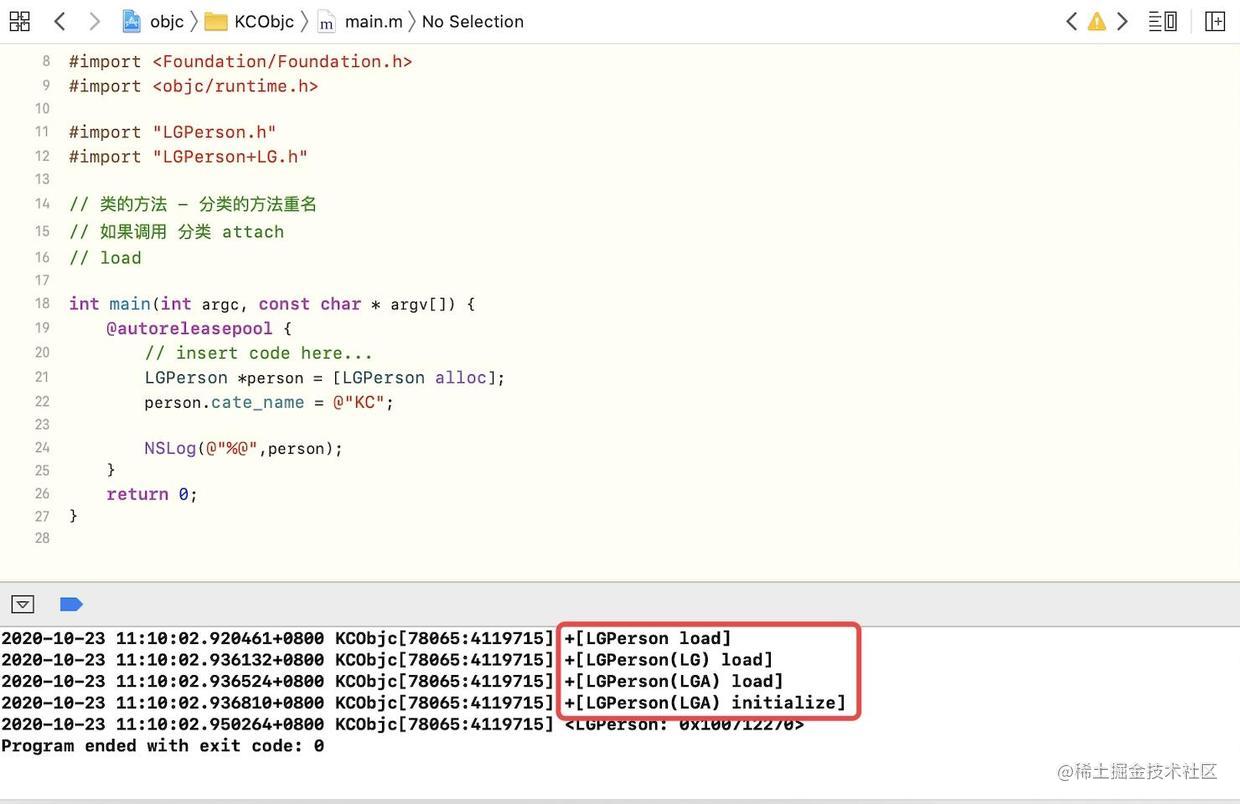 objc KCObjc m main.m No Selection
8 #import <Foundation/Foundation.h>
9 #import <objc/runtime.h>
10
11 #import "LGPerson.h"
12 #import "LGPerson+LG.h"
13
14 // 类的方法 - 分类的方法重名
15 // 如果调用 分类 attach
16 // load
17
18 int main(int argc, const char * argv[]) {
19     @autoreleasepool {
20         // insert code here...
21         LGPerson *person = [LGPerson alloc];
22         person.cate_name = @"KC";
23
24         NSLog(@"%@",person);
25     }
26     return 0;
27 }
28
2020-10-23 11:10:02.920461+0800 KCObjc[78065:4119715] +[LGPerson load]
2020-10-23 11:10:02.936132+0800 KCObjc[78065:4119715] +[LGPerson(LG) load]
2020-10-23 11:10:02.936524+0800 KCObjc[78065:4119715] +[LGPerson(LGA) load]
2020-10-23 11:10:02.936810+0800 KCObjc[78065:4119715] +[LGPerson(LGA) initialize]
2020-10-23 11:10:02.950264+0800 KCObjc[78065:4119715] <LGPerson: 0x100712270>
Program ended with exit code: 0
@稀土掘金技术社区